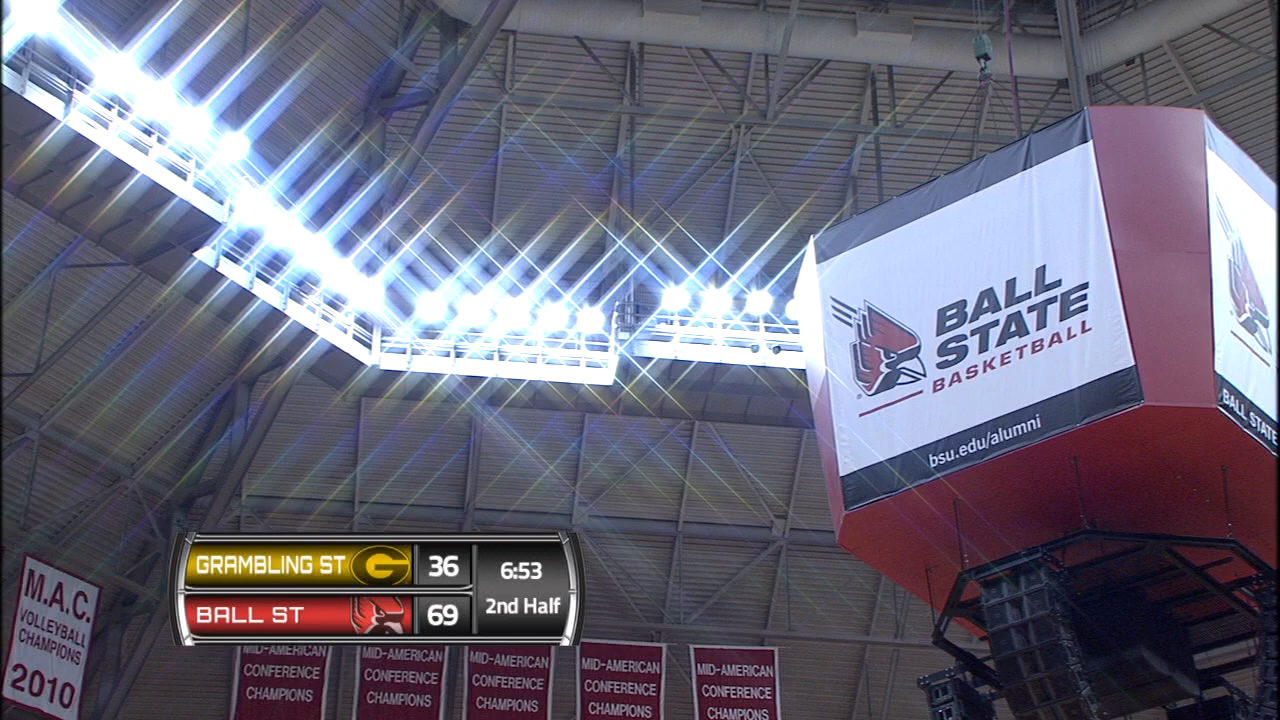 BALL
STATE
BASKETBALL
bsu.edu/alumni
BALL STATE
GRAMBLING ST G 36
BALL ST 69
6:53
2nd Half
M.A.C.
VOLLEYBALL
CHAMPIONS
2010
MID-AMERICAN
CONFERENCE
CHAMPIONS
MID-AMERICAN
CONFERENCE
CHAMPIONS
MID-AMERICAN
CONFERENCE
CHAMPIONS
MID-AMERICAN
CONFERENCE
CHAMPIONS
MID-AMERICAN
CONFERENCE
CHAMPIONS